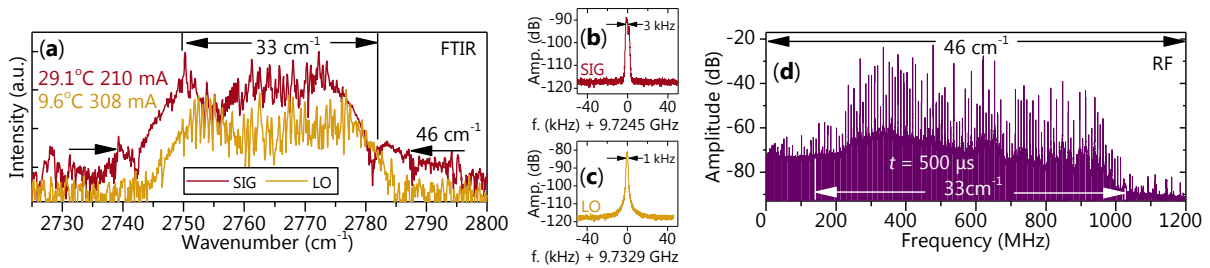 (a)
33 cm-1
FTIR
29.1°C 210 mA
9.6°C 308 mA
46 cm-1
SIG
LO
Intensity (a.u.)
2730 2740 2750 2760 2770 2780 2790 2800
Wavenumber (cm-1)
(b)
3 kHz
SIG
Amp. (dB)
-90
-100
-110
-120
-40 0 40
f. (kHz) + 9.7245 GHz
(c)
1 kHz
LO
Amp. (dB)
-80
-90
-100
-110
-120
-40 0 40
f. (kHz) + 9.7329 GHz
46 cm-1
(d)
RF
t = 500 µs
33cm-1
Amplitude (dB)
-20
-40
-60
-80
0 200 400 600 800 1000 1200
Frequency (MHz)